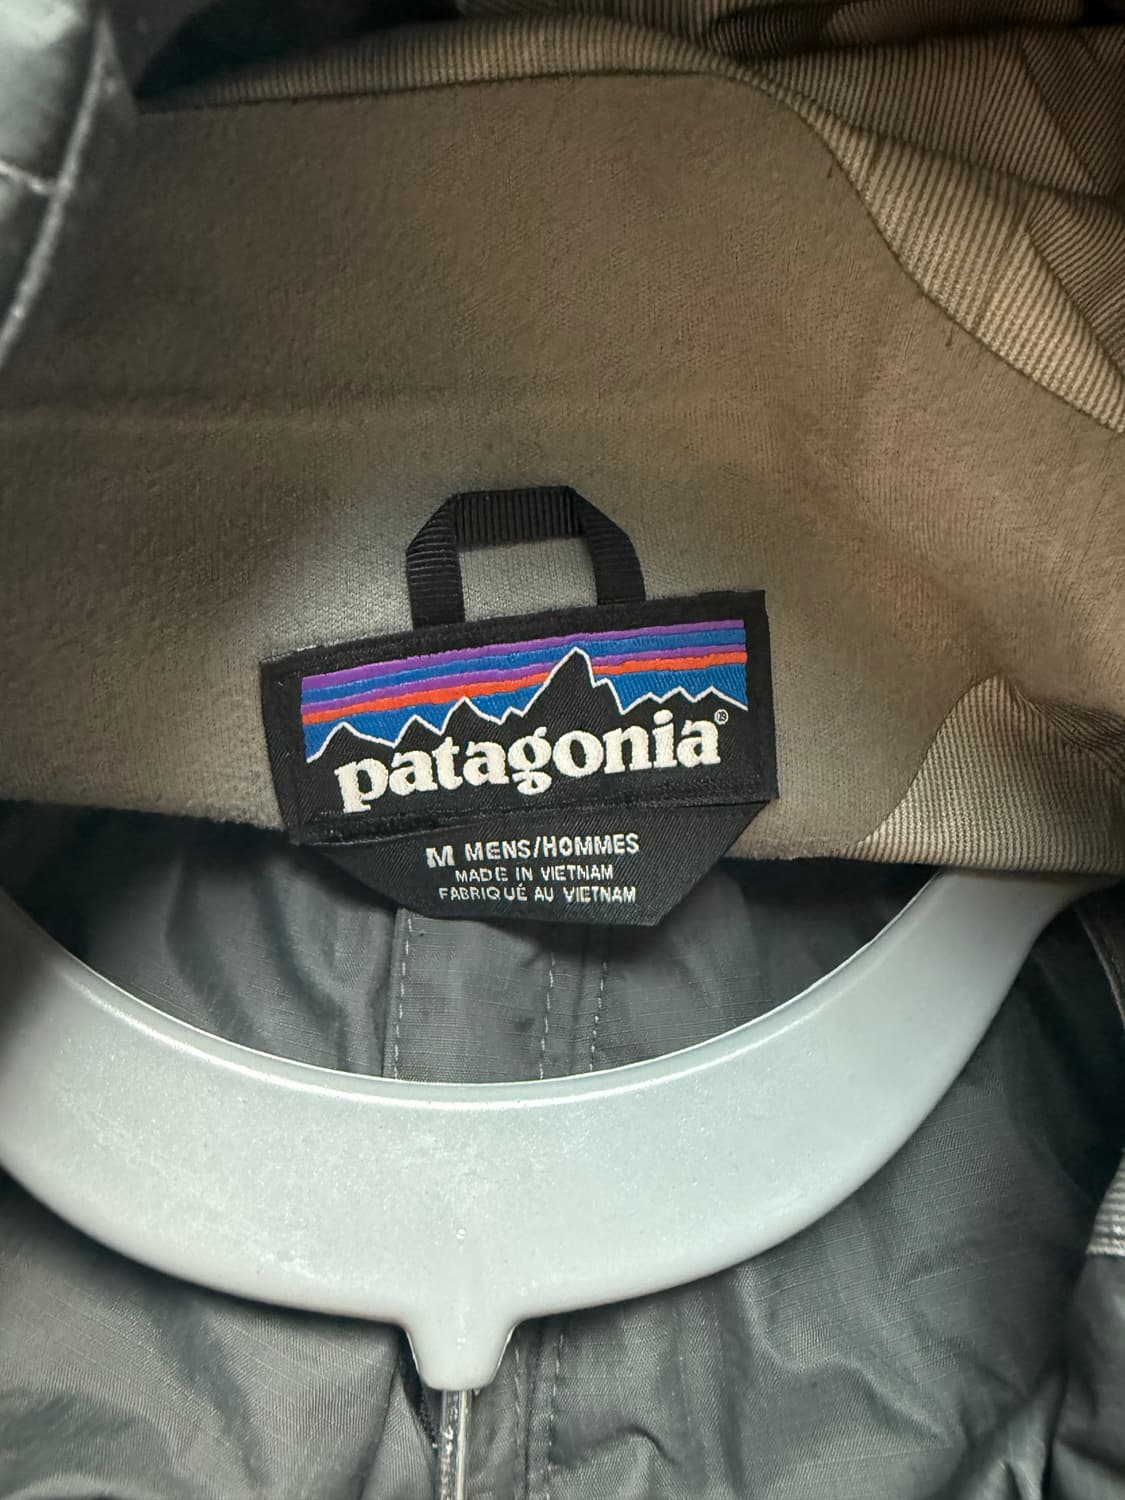 patagonia®
M MENS/HOMMES
MADE IN VIETNAM
FABRIQUÉ AU VIETNAM